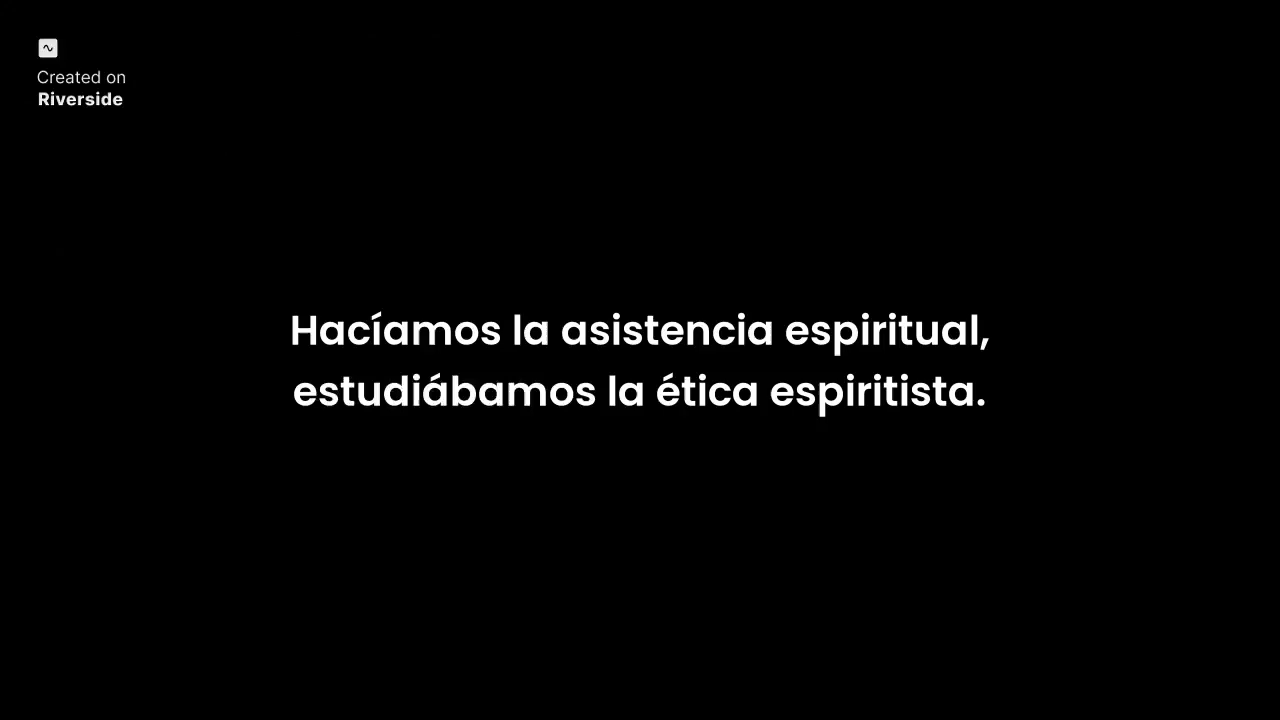 Created on
Riverside
Hacíamos la asistencia espiritual,
estudiábamos la ética espiritista.